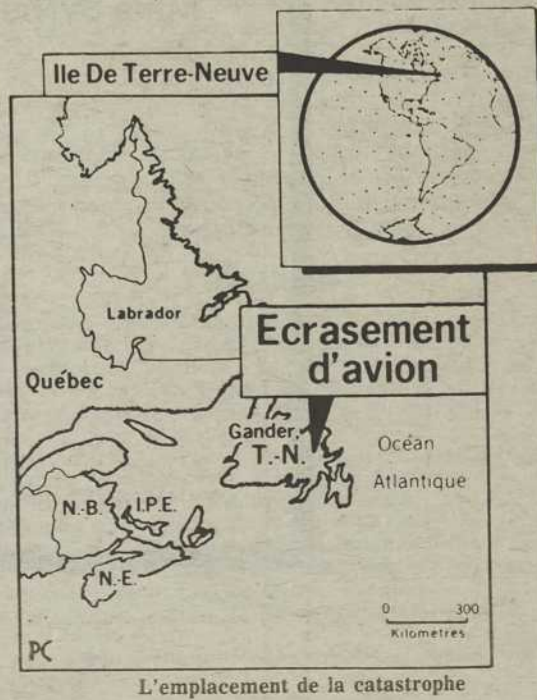 Ile De Terre-Neuve
Labrador
Ecrasement
d'avion
Québec
Gander,
T.-N.
Océan
Atlantique
N.-B.
I.P.E.
N.-E.
0 300
Kilometres
PC
L'emplacement de la catastrophe